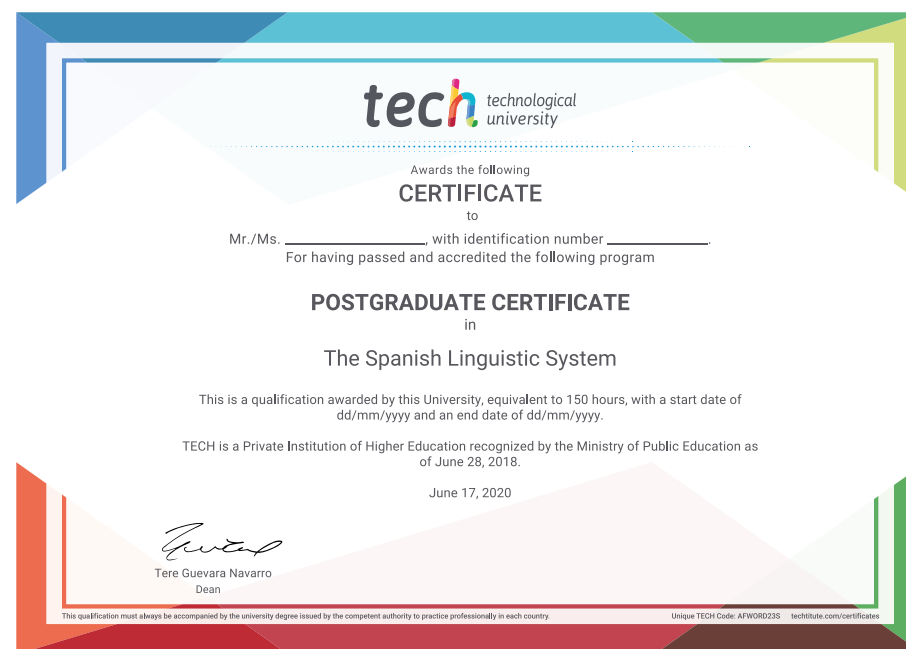 tech technological
university
Awards the following
CERTIFICATE
to
Mr./Ms. ____________________, with identification number ______________.
For having passed and accredited the following program
POSTGRADUATE CERTIFICATE
in
The Spanish Linguistic System
This is a qualification awarded by this University, equivalent to 150 hours, with a start date of
dd/mm/yyyy and an end date of dd/mm/yyyy.
TECH is a Private Institution of Higher Education recognized by the Ministry of Public Education as
of June 28, 2018.
June 17, 2020
Tere Guevara Navarro
Dean
This qualification must always be accompanied by the university degree issued by the competent authority to practice professionally in each country.
Unique TECH Code: AFWORD23S techtitute.com/certificates